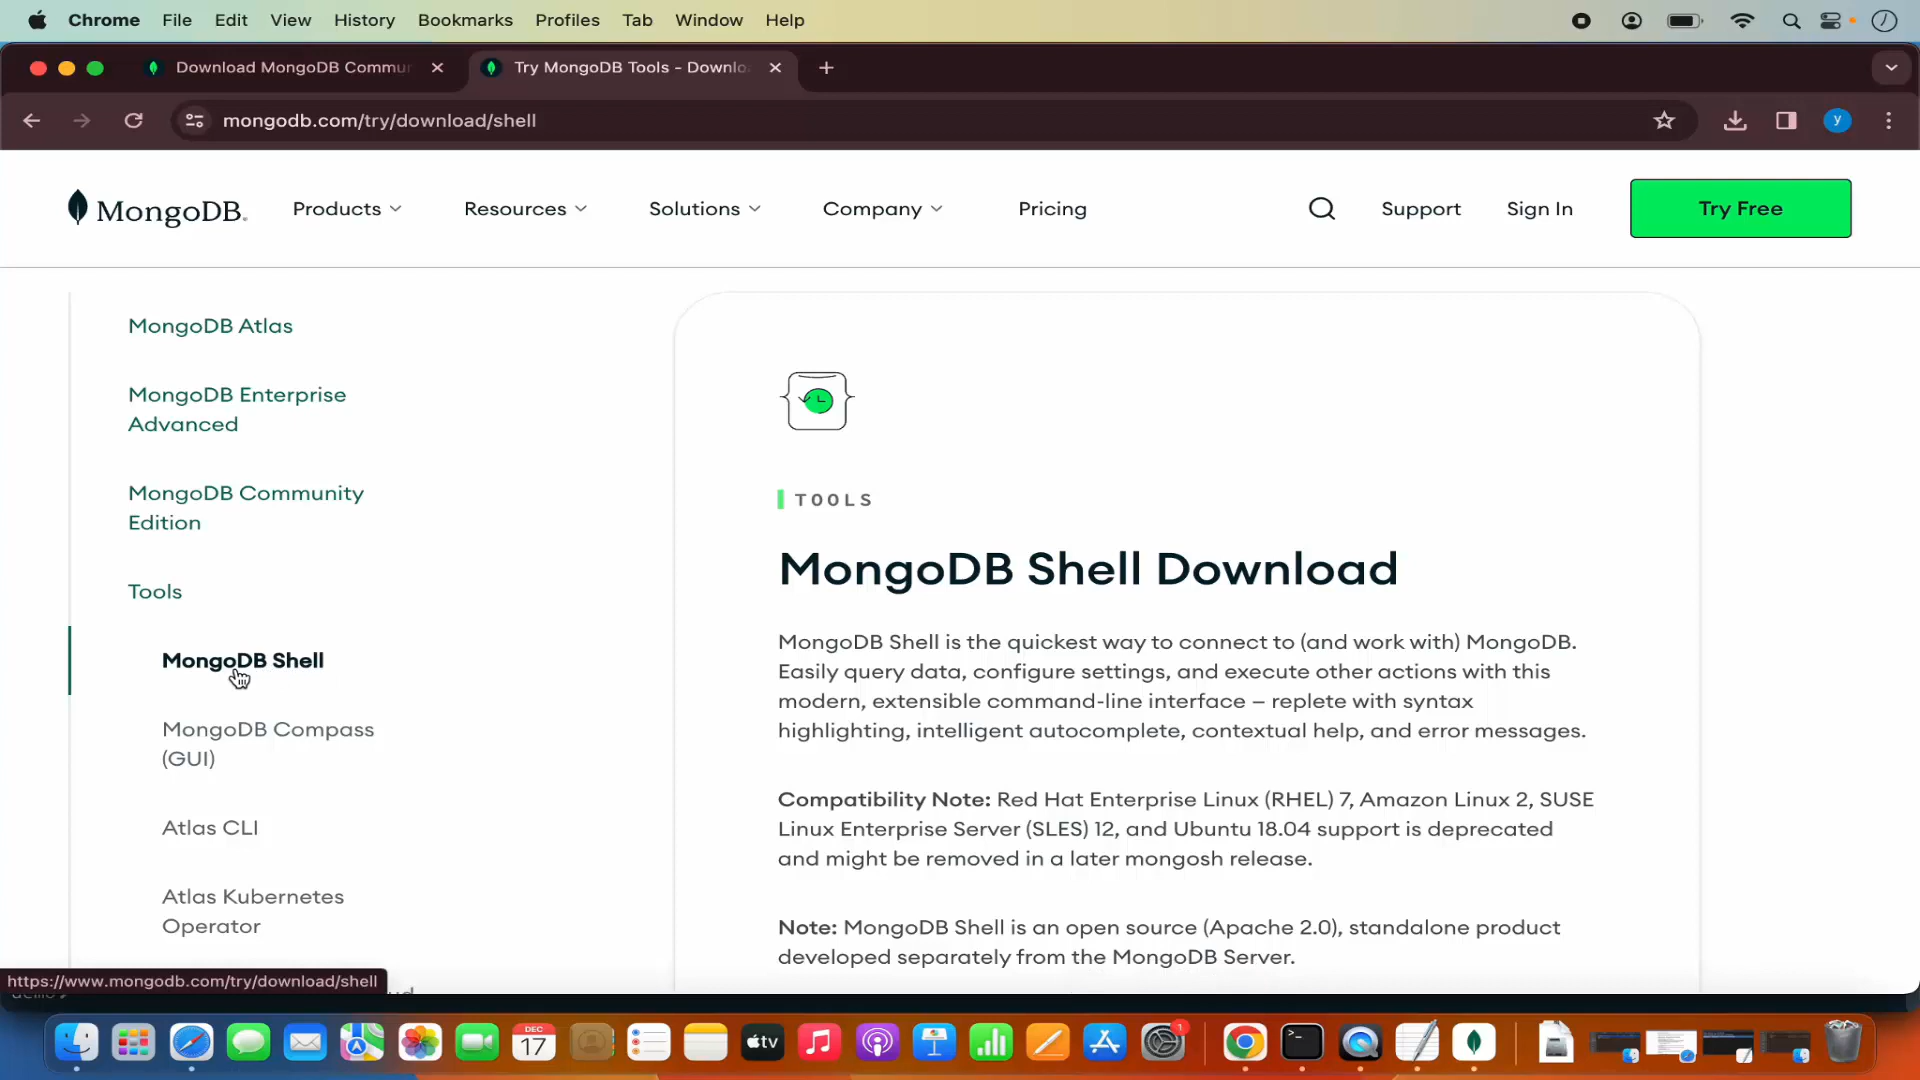 Chrome File Edit View History Bookmarks Profiles Tab Window Help
Download MongoDB Commu
Try MongoDB Tools - Downlo
mongodb.com/try/download/shell
y
MongoDB.
Products
Resources
Solutions
Company
Pricing
Support
Sign In
Try Free
MongoDB Atlas
MongoDB Enterprise
Advanced
MongoDB Community
Edition
Tools
MongoDB Shell
MongoDB Compass
(GUI)
Atlas CLI
Atlas Kubernetes
Operator
TOOLS
MongoDB Shell Download
MongoDB Shell is the quickest way to connect to (and work with) MongoDB.
Easily query data, configure settings, and execute other actions with this
modern, extensible command-line interface — replete with syntax
highlighting, intelligent autocomplete, contextual help, and error messages.
Compatibility Note: Red Hat Enterprise Linux (RHEL) 7, Amazon Linux 2, SUSE
Linux Enterprise Server (SLES) 12, and Ubuntu 18.04 support is deprecated
and might be removed in a later mongosh release.
Note: MongoDB Shell is an open source (Apache 2.0), standalone product
developed separately from the MongoDB Server.
https://www.mongodb.com/try/download/shell
DEC
17
tv
1